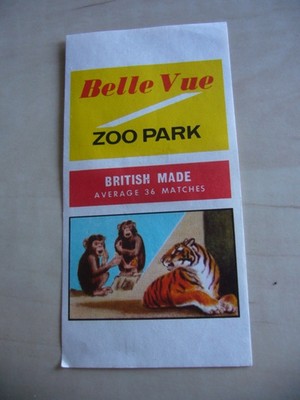 Belle Vue
ZOO PARK
BRITISH MADE
AVERAGE 36 MATCHES